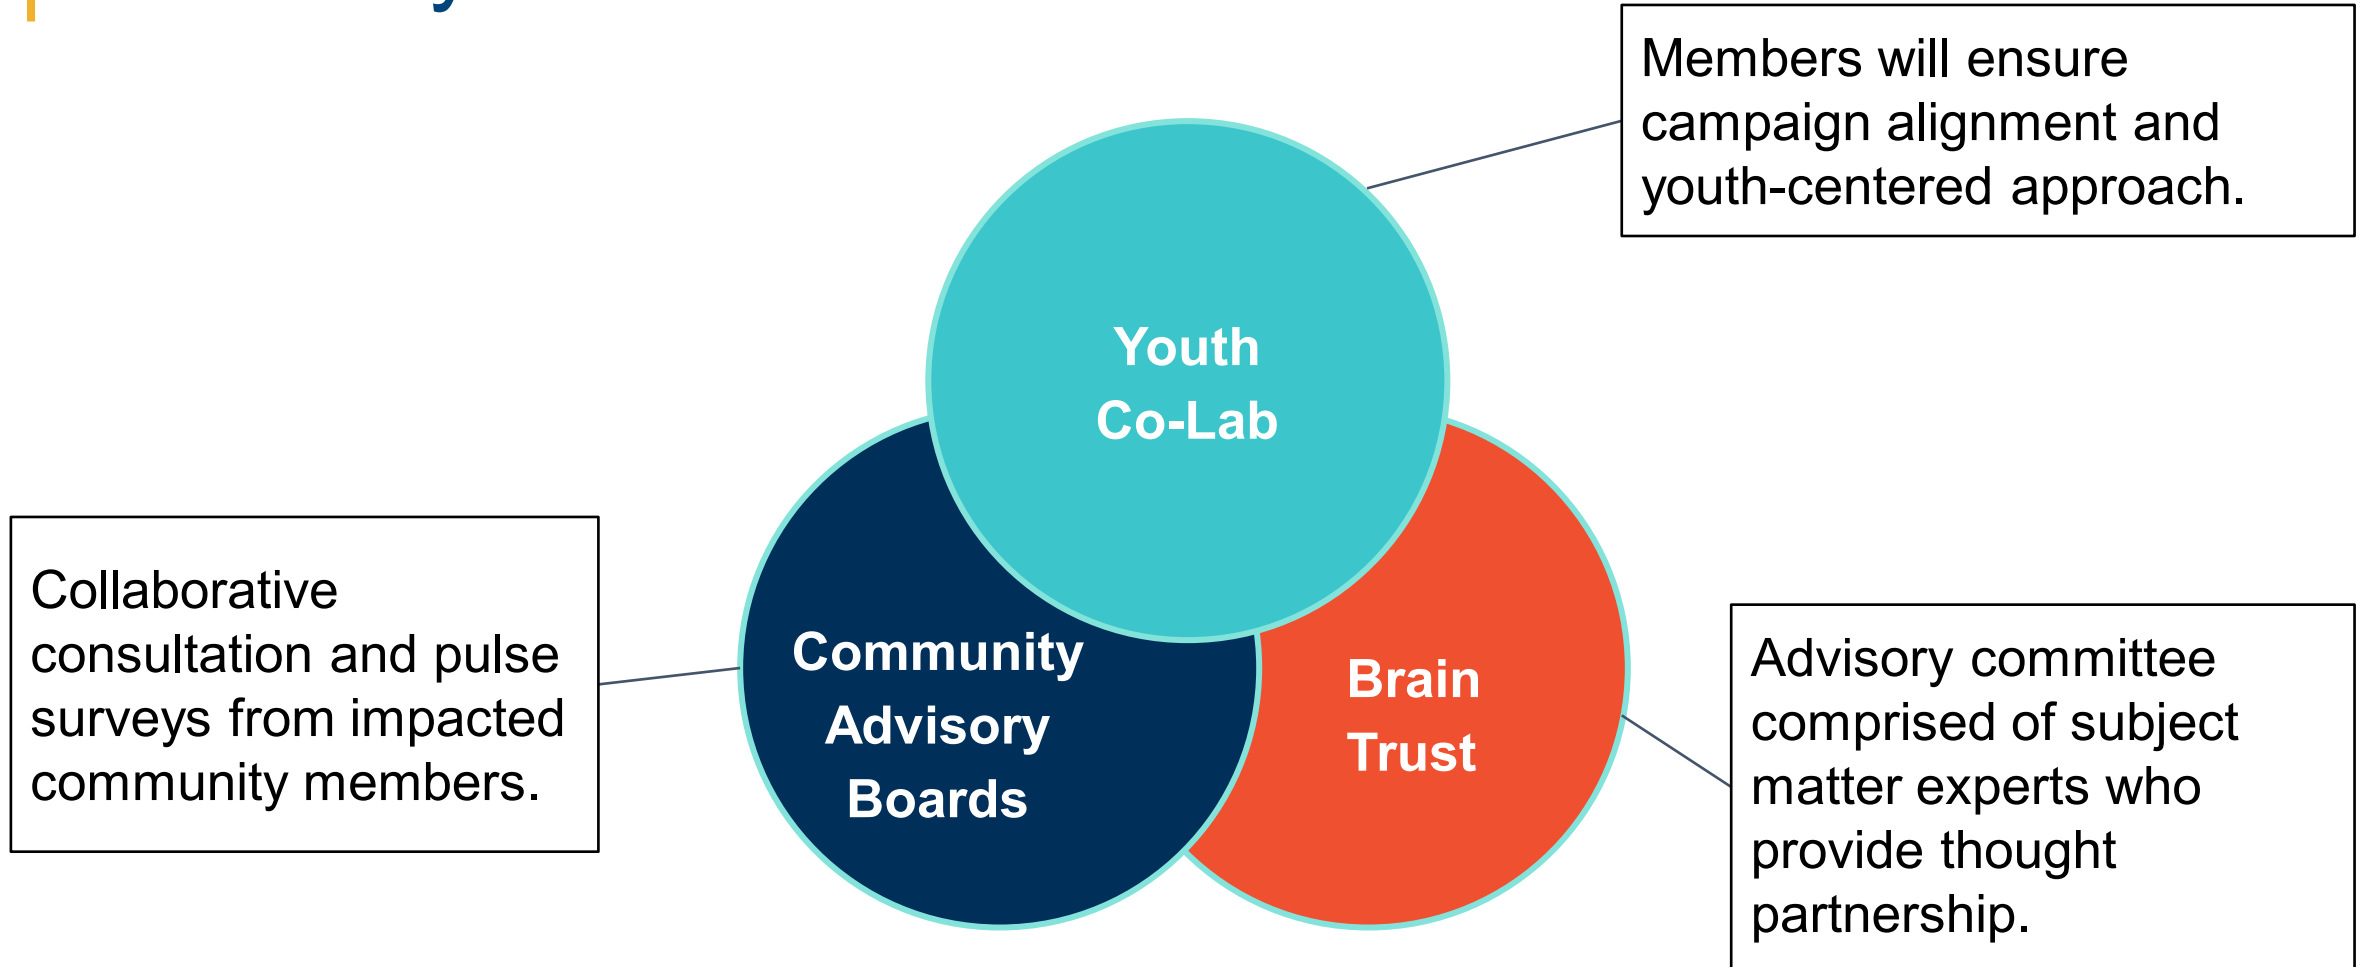 Members will ensure
campaign alignment and
youth-centered approach.
Youth
Co-Lab
Collaborative
consultation and pulse
surveys from impacted
community members.
Community
Advisory
Boards
Brain
Trust
Advisory committee
comprised of subject
matter experts who
provide thought
partnership.